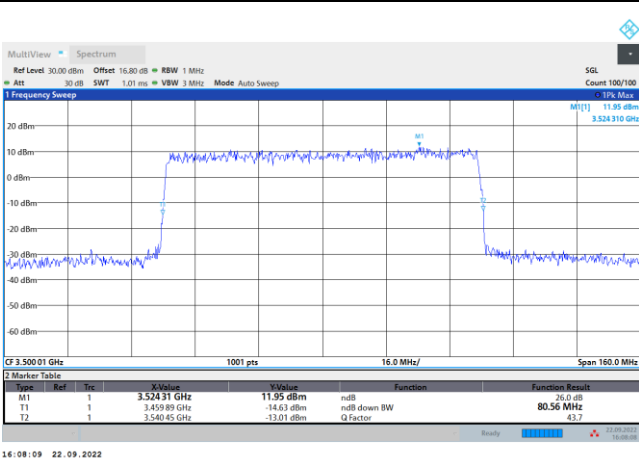 MultiView Spectrum
Ref Level 30.00 dBm Offset 16.80 dB RBW 1 MHz SGL
Att 30 dB SWT 1.01 ms VBW 3 MHz Mode Auto Sweep Count 100/100
1 Frequency Sweep 1Pk Max
M1[1] 11.95 dBm
3.524 310 GHz
20 dBm
M1
10 dBm
0 dBm
-10 dBm
-20 dBm
-30 dBm
-40 dBm
-50 dBm
-60 dBm
CF 3.500 01 GHz 1001 pts 16.0 MHz/ Span 160.0 MHz
2 Marker Table
Type Ref Trc X-Value Y-Value Function Function Result
M1 1 3.524 31 GHz 11.95 dBm ndB 26.0 dB
T1 1 3.459 89 GHz -14.63 dBm ndB down BW 80.56 MHz
T2 1 3.540 45 GHz -13.01 dBm Q Factor 43.7
Ready 22.09.2022
16:08:08
16:08:09 22.09.2022